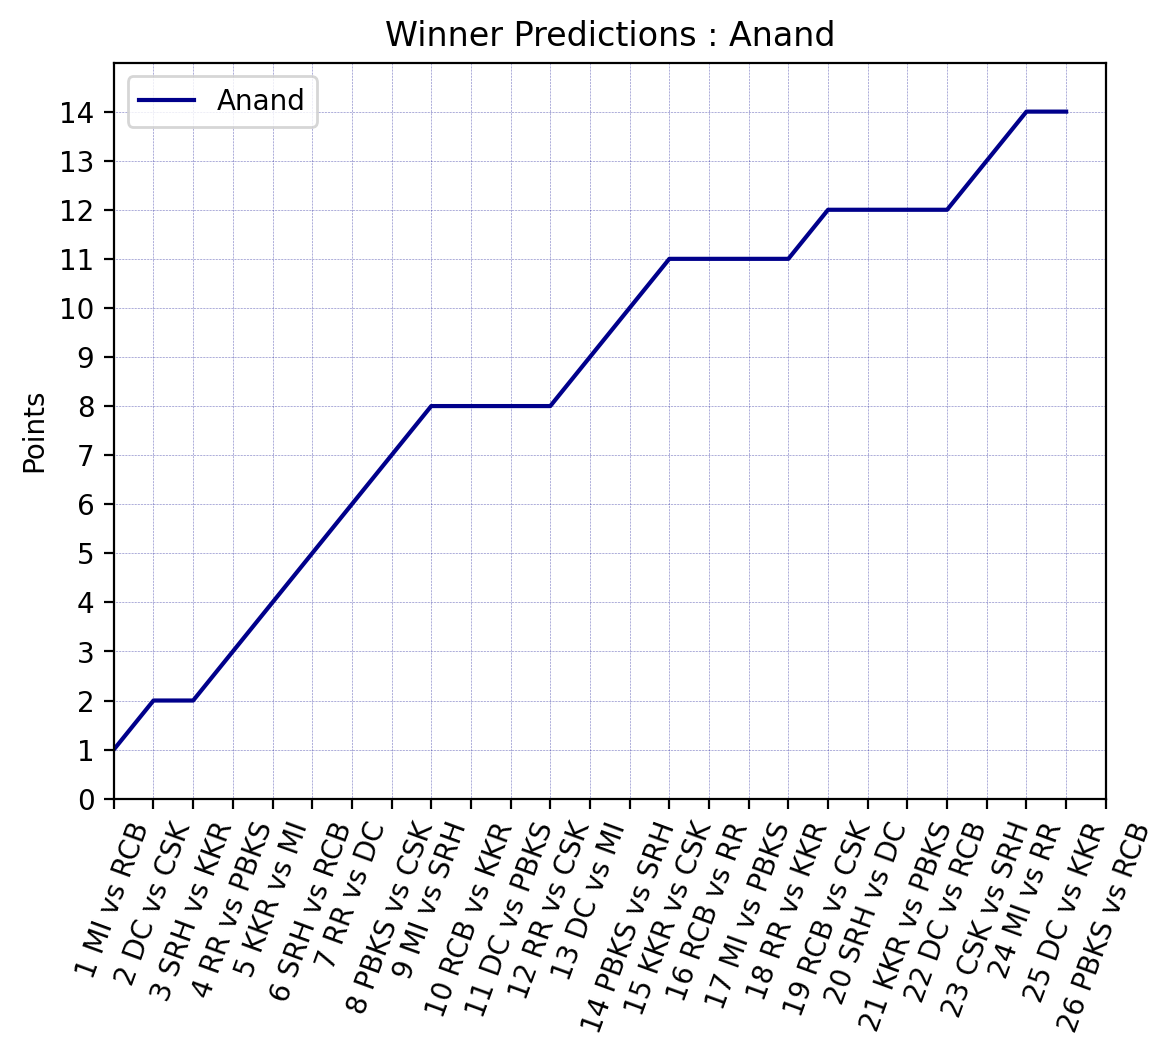 Winner Predictions : Anand
Anand
14
13
12
11
10
9
8
7
6
5
4
3
2
1
0
Points
1 MI vs RCB
2 DC vs CSK
3 SRH vs KKR
4 RR vs PBKS
5 KKR vs MI
6 SRH vs RCB
7 RR vs DC
8 PBKS vs CSK
9 MI vs SRH
10 RCB vs KKR
11 DC vs PBKS
12 RR vs CSK
13 DC vs MI
14 PBKS vs SRH
15 KKR vs CSK
16 RCB vs RR
17 MI vs PBKS
18 RR vs KKR
19 RCB vs CSK
20 SRH vs DC
21 KKR vs PBKS
22 DC vs RCB
23 CSK vs SRH
24 MI vs RR
25 DC vs KKR
26 PBKS vs RCB